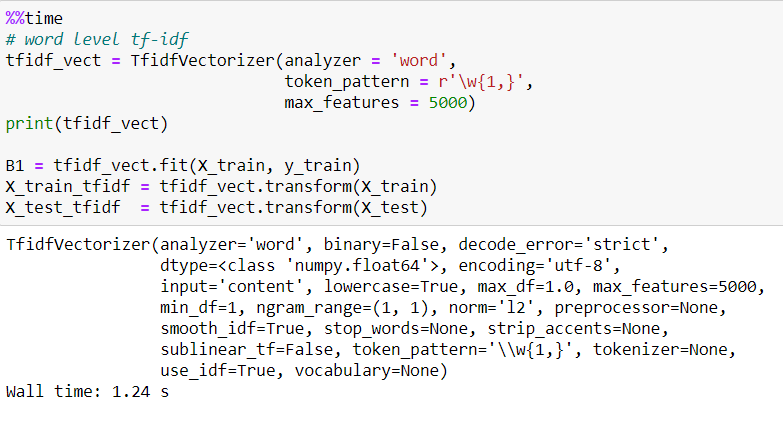 %%time
# word level tf-idf
tfidf_vect = TfidfVectorizer(analyzer = 'word',
                             token_pattern = r'\w{1,}',
                             max_features = 5000)
print(tfidf_vect)

B1 = tfidf_vect.fit(X_train, y_train)
X_train_tfidf = tfidf_vect.transform(X_train)
X_test_tfidf  = tfidf_vect.transform(X_test)
TfidfVectorizer(analyzer='word', binary=False, decode_error='strict',
                dtype=<class 'numpy.float64'>, encoding='utf-8',
                input='content', lowercase=True, max_df=1.0, max_features=5000,
                min_df=1, ngram_range=(1, 1), norm='l2', preprocessor=None,
                smooth_idf=True, stop_words=None, strip_accents=None,
                sublinear_tf=False, token_pattern='\\w{1,}', tokenizer=None,
                use_idf=True, vocabulary=None)
Wall time: 1.24 s